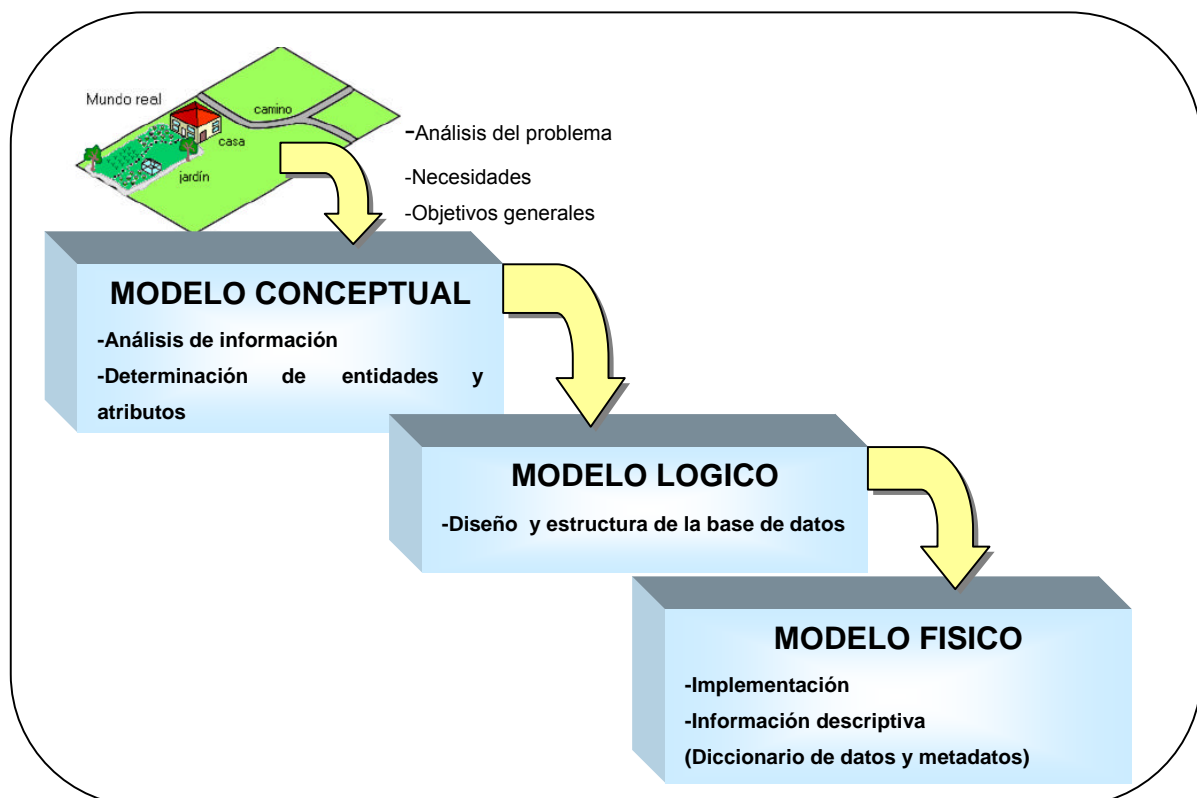 Mundo real
camino
casa
jardín
-Análisis del problema
-Necesidades
-Objetivos generales
MODELO CONCEPTUAL
-Análisis de información
-Determinación de entidades y
atributos
MODELO LOGICO
-Diseño y estructura de la base de datos
MODELO FISICO
-Implementación
-Información descriptiva
(Diccionario de datos y metadatos)